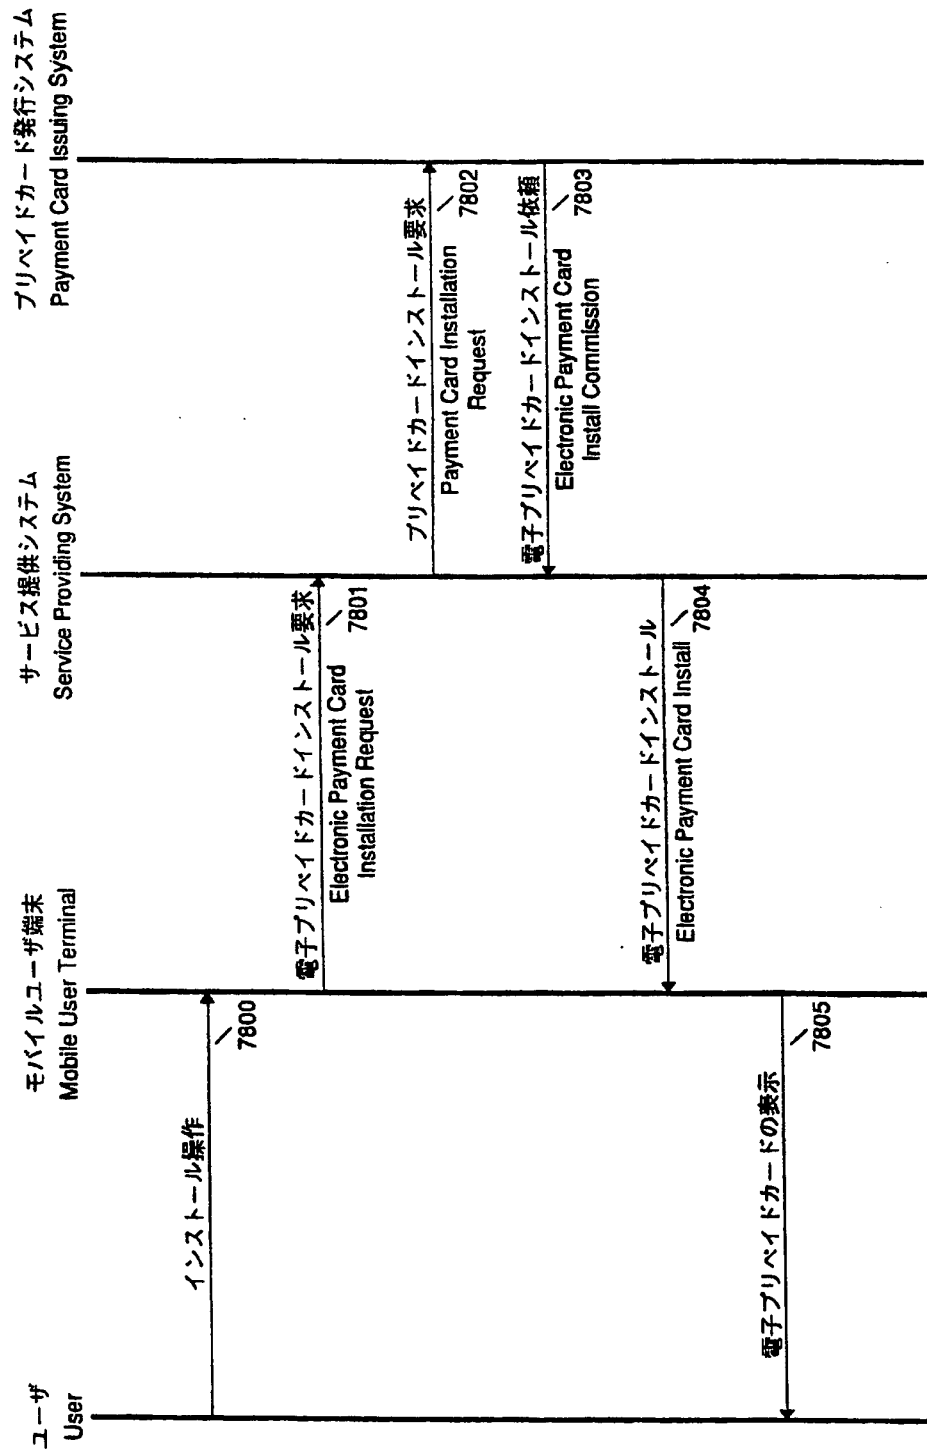 ユーザ
User
モバイルユーザ端末
Mobile User Terminal
サービス提供システム
Service Providing System
プリペイドカード発行システム
Payment Card Issuing System
インストール操作
7800
電子プリペイドカードインストール要求
Electronic Payment Card
Installation Request
7801
プリペイドカードインストール要求
Payment Card Installation
Request
7802
電子プリペイドカードインストール依頼
Electronic Payment Card
Install Commission
7803
電子プリペイドカードインストール
Electronic Payment Card Install
7804
電子プリペイドカードの表示
7805